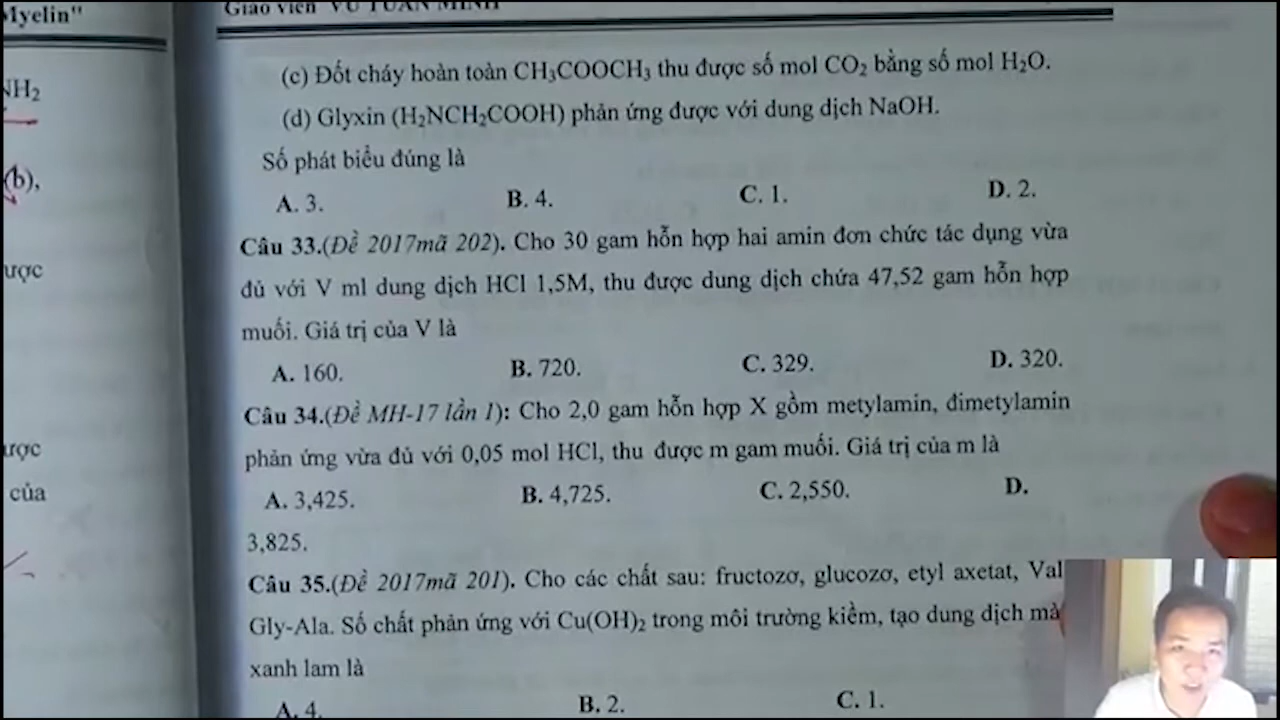 Myelin"
NH₂
(b),
ược
ược
của
Giáo viên VŨ TUẤN MINH
(c) Đốt cháy hoàn toàn CH₃COOCH₃ thu được số mol CO₂ bằng số mol H₂O.
(d) Glyxin (H₂NCH₂COOH) phản ứng được với dung dịch NaOH.
Số phát biểu đúng là
A. 3. B. 4. C. 1. D. 2.
Câu 33.(Đề 2017mã 202). Cho 30 gam hỗn hợp hai amin đơn chức tác dụng vừa
đủ với V ml dung dịch HCl 1,5M, thu được dung dịch chứa 47,52 gam hỗn hợp
muối. Giá trị của V là
A. 160. B. 720. C. 329. D. 320.
Câu 34.(Đề MH-17 lần 1): Cho 2,0 gam hỗn hợp X gồm metylamin, đimetylamin
phản ứng vừa đủ với 0,05 mol HCl, thu được m gam muối. Giá trị của m là
A. 3,425. B. 4,725. C. 2,550. D.
3,825.
Câu 35.(Đề 2017mã 201). Cho các chất sau: fructozơ, glucozơ, etyl axetat, Val
Gly-Ala. Số chất phản ứng với Cu(OH)₂ trong môi trường kiềm, tạo dung dịch mà
xanh lam là
A. 4. B. 2. C. 1.